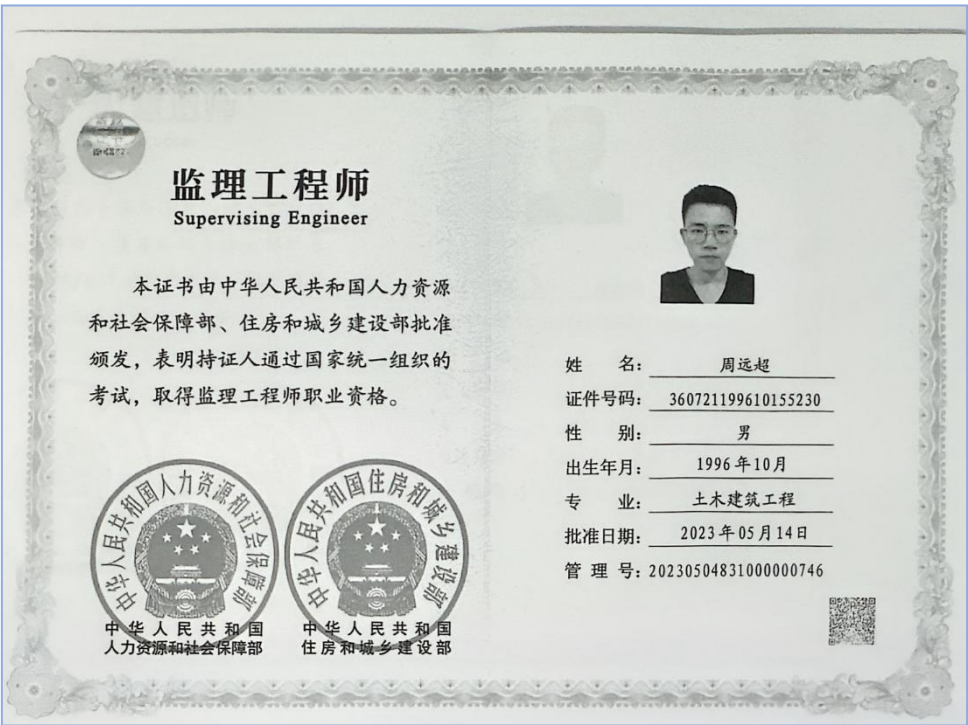 监理工程师
Supervising Engineer
本证书由中华人民共和国人力资源
和社会保障部、住房和城乡建设部批准
颁发，表明持证人通过国家统一组织的
考试，取得监理工程师职业资格。
中华人民共和国人力资源和社会保障部
中华人民共和国住房和城乡建设部
中华人民共和国
人力资源和社会保障部
中华人民共和国
住房和城乡建设部
姓 名：周远超
证件号码：360721199610155230
性 别：男
出生年月：1996年10月
专 业：土木建筑工程
批准日期：2023年05月14日
管 理 号：20230504831000000746